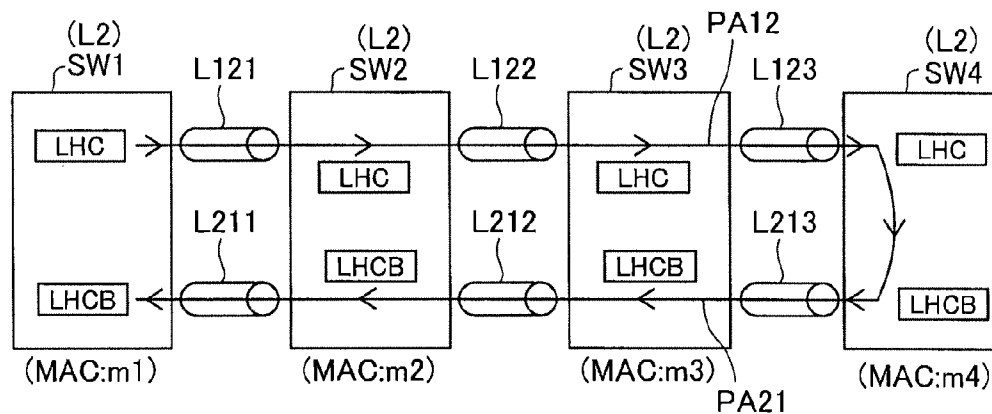 (L2)
SW1
L121
(L2)
SW2
L122
(L2)
SW3
PA12
L123
(L2)
SW4
LHC
LHC
LHC
LHC
L211
L212
L213
LHCB
LHCB
LHCB
LHCB
(MAC:m1)
(MAC:m2)
(MAC:m3)
(MAC:m4)
PA21